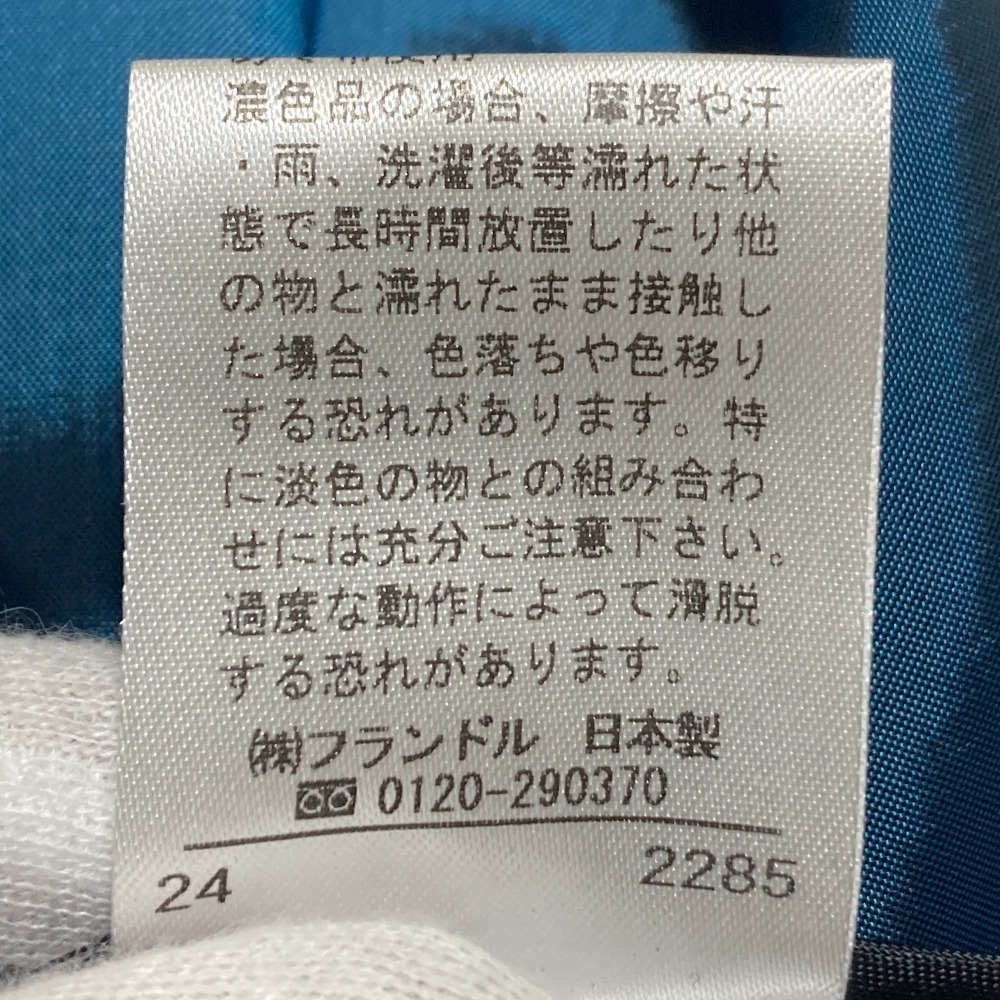 濃色品の場合、摩擦や汗
・雨、洗濯後等濡れた状
態で長時間放置したり他
の物と濡れたまま接触し
た場合、色落ちや色移り
する恐れがあります。特
に淡色の物との組み合わ
せには充分ご注意下さい。
過度な動作によって滑脱
する恐れがあります。
㈱フランドル 日本製
0120-290370
24 2285